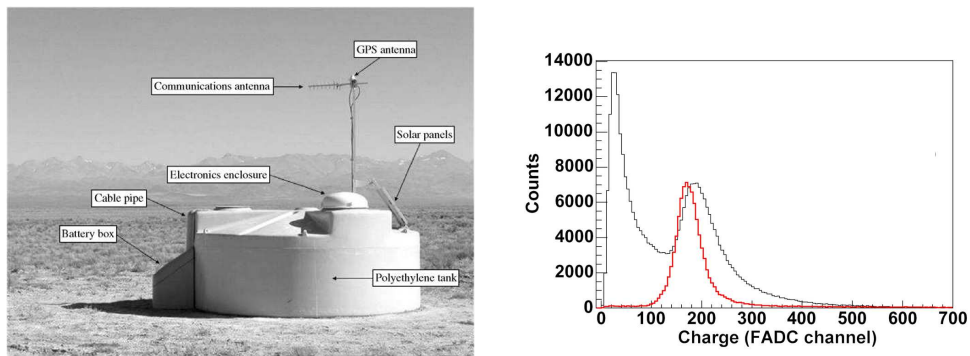 GPS antenna
Communications antenna
Solar panels
Electronics enclosure
Cable pipe
Battery box
Polyethylene tank
14000
12000
10000
8000
6000
4000
2000
0
Counts
0 100 200 300 400 500 600 700
Charge (FADC channel)